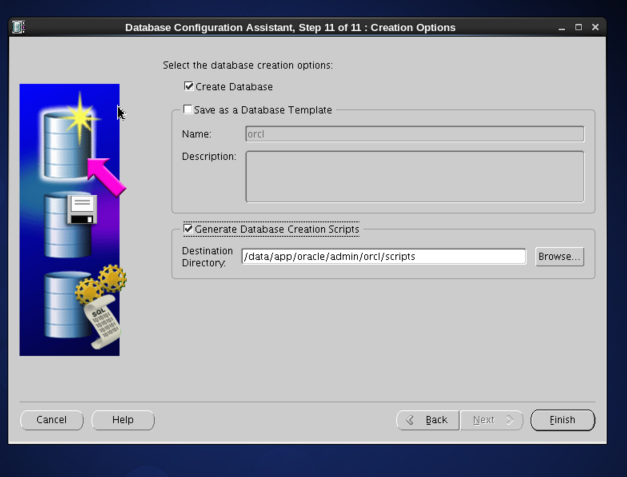 Database Configuration Assistant, Step 11 of 11 : Creation Options
Select the database creation options:
Create Database
Save as a Database Template
Name:
orcl
Description:
Generate Database Creation Scripts
Destination
Directory:
/data/app/oracle/admin/orcl/scripts
Browse...
SQL
Cancel
Help
Back
Next
Finish